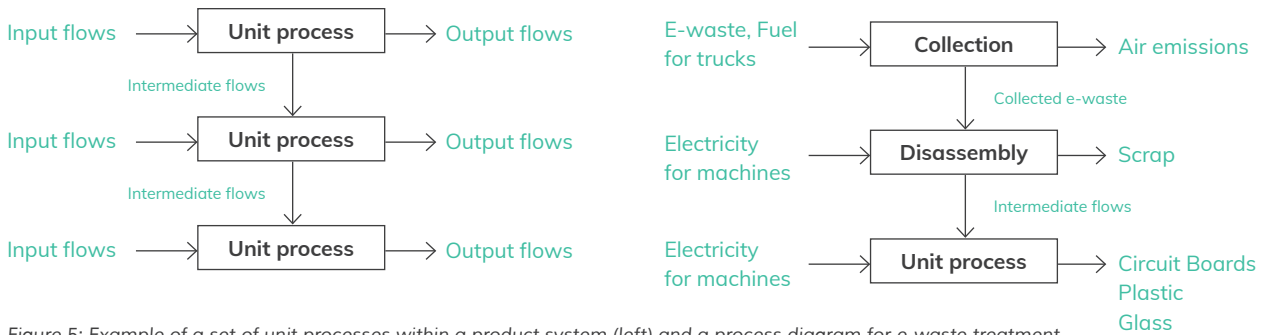 Input flows
Unit process
Output flows
Intermediate flows
Input flows
Unit process
Output flows
Intermediate flows
Input flows
Unit process
Output flows
E-waste, Fuel
for trucks
Collection
Air emissions
Collected e-waste
Electricity
for machines
Disassembly
Scrap
Intermediate flows
Electricity
for machines
Unit process
Circuit Boards
Plastic
Glass
Figure 5: Example of a set of unit processes within a product system (left) and a process diagram for e-waste treatment